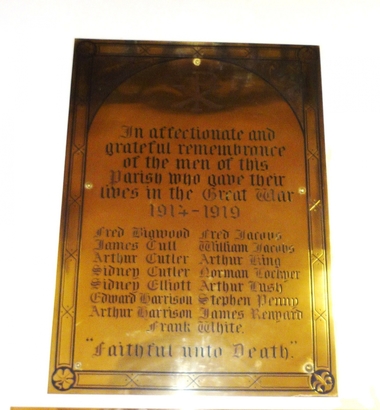 In affectionate and
grateful remembrance
of the men of this
Parish who gave their
lives in the Great War
1914-1919
Fred Bigwood Fred Jacobs
James Cull William Jacobs
Arthur Cutler Arthur King
Sidney Cutler Norman Lockyer
Sidney Elliott Arthur Lush
Edward Harrison Stephen Penny
Arthur Harrison James Renyard
Frank White.
"Faithful unto Death."